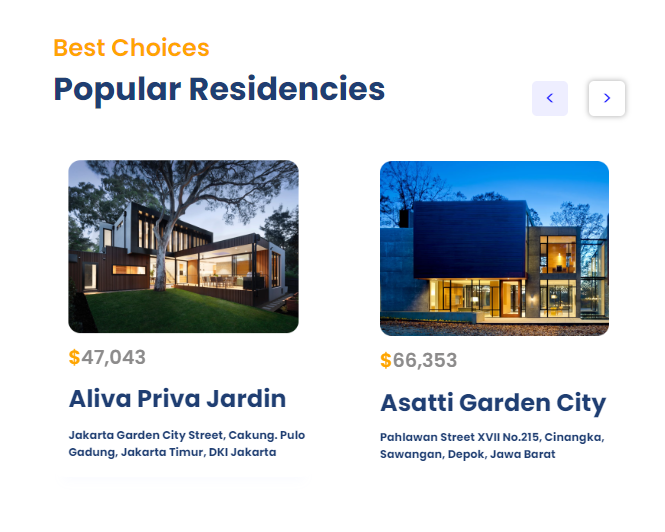 Best Choices
Popular Residencies
< >
$47,043
Aliva Priva Jardin
Jakarta Garden City Street, Cakung. Pulo
Gadung, Jakarta Timur, DKI Jakarta
$66,353
Asatti Garden City
Pahlawan Street XVII No.215, Cinangka,
Sawangan, Depok, Jawa Barat